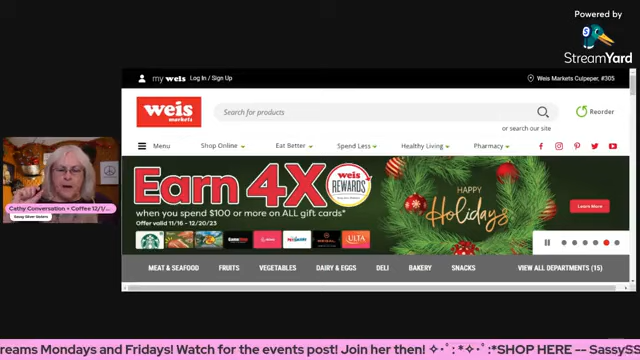 Powered by
StreamYard
my weis Log In / Sign Up
Weis Markets Culpeper, #305
weis
markets
Search for products
Reorder
or search our site
Menu
Shop Online
Eat Better
Spend Less
Healthy Living
Pharmacy
Earn 4X
weis
REWARDS
when you spend $100 or more on ALL gift cards*
Offer valid 11/16 - 12/20/23
HAPPY
Holidays
Learn More
GameStop
REGAL
ULTA
MEAT & SEAFOOD
FRUITS
VEGETABLES
DAIRY & EGGS
DELI
BAKERY
SNACKS
VIEW ALL DEPARTMENTS (15)
Cathy Conversation + Coffee 12/1/...
Sassy Silver Sisters
reams Mondays and Fridays! Watch for the events post! Join her then! ✧･ﾟ: *✧･ﾟ:*SHOP HERE -- SassySS